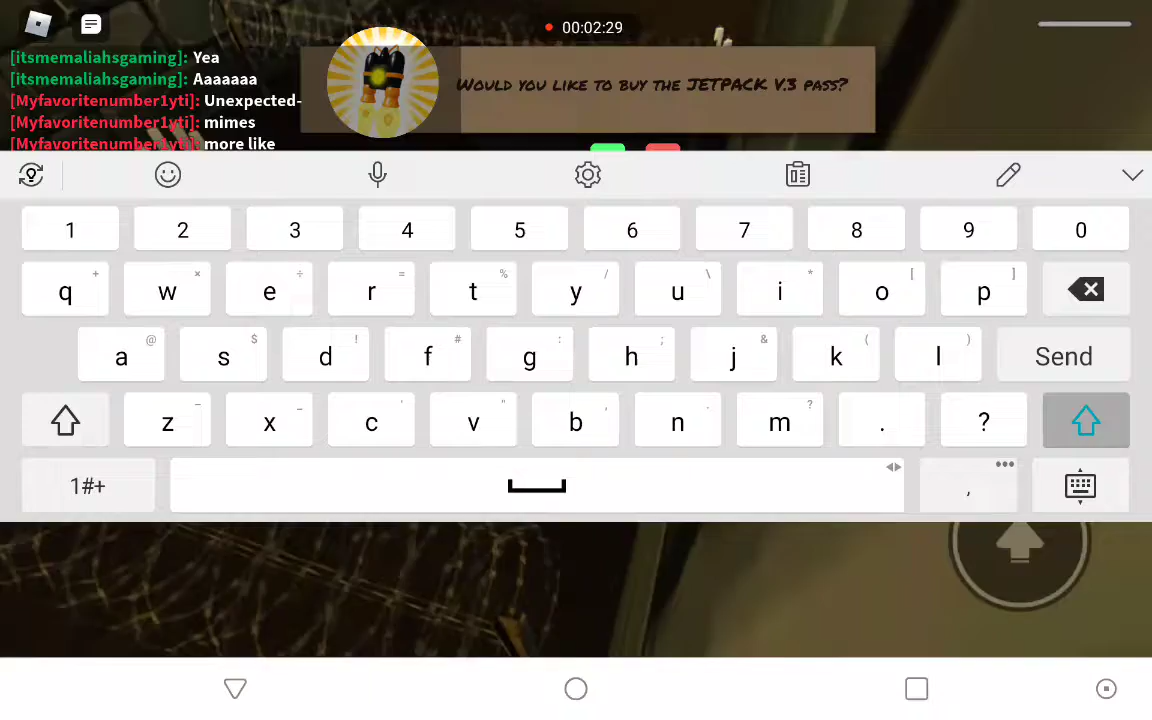 00:02:29
[itsmemaliahsgaming]: Yea
[itsmemaliahsgaming]: Aaaaaaa
[Myfavoritenumber1yti]: Unexpected-
[Myfavoritenumber1yti]: mimes
[Myfavoritenumber1yti]: more like
Would you like to buy the JETPACK V.3 pass?
1 2 3 4 5 6 7 8 9 0
q + w × e ÷ r = t % y / u \ i * o [ p ]
a @ s $ d ! f # g : h ; j & k ( l ) Send
z x c ' v " b , n . m ? . ?
1#+ ,